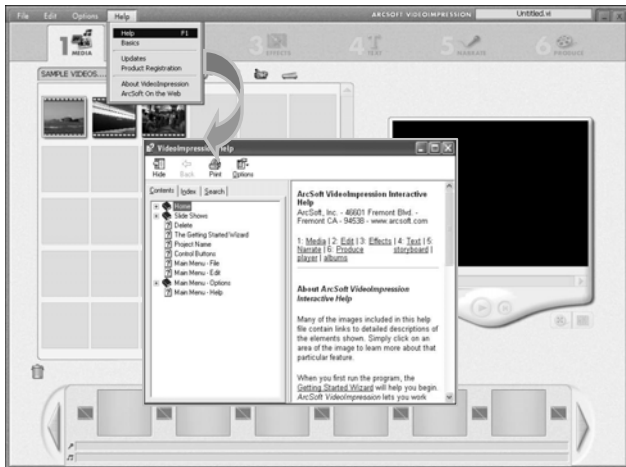 File Edit Options Help ARCSOFT VIDEOIMPRESSION Untitled.vi
Help F1
Basics
Updates
Product Registration
About VideoImpression
ArcSoft On the Web
1 MEDIA 3 EFFECTS 4 TEXT 5 NARRATE 6 PRODUCE
SAMPLE VIDEOS...
VideoImpression Help
Hide Back Print Options
Contents Index Search
Home
Slide Shows
Delete
The Getting Started Wizard
Project Name
Control Buttons
Main Menu - File
Main Menu - Edit
Main Menu - Options
Main Menu - Help
ArcSoft VideoImpression Interactive
Help
ArcSoft, Inc. - 46601 Fremont Blvd. -
Fremont CA - 94538 - www.arcsoft.com
1: Media | 2: Edit | 3: Effects | 4: Text | 5:
Narrate | 6: Produce storyboard |
player | albums
About ArcSoft VideoImpression
Interactive Help
Many of the images included in this help
file contain links to detailed descriptions of
the elements shown. Simply click on an
area of the image to learn more about that
particular feature.
When you first run the program, the
Getting Started Wizard will help you begin.
ArcSoft VideoImpression lets you work